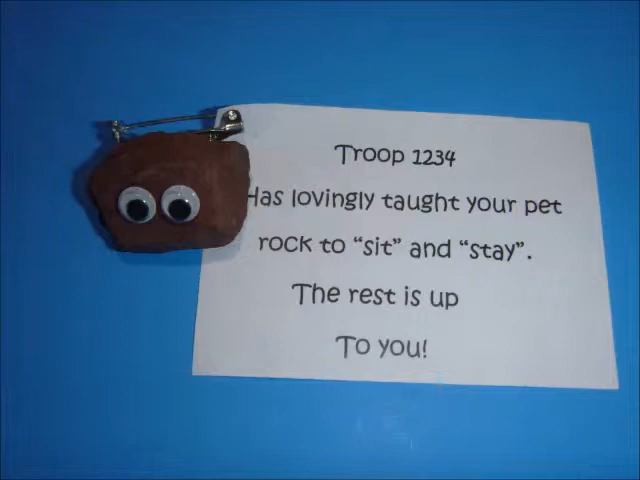 Troop 1234
Has lovingly taught your pet
rock to “sit” and “stay”.
The rest is up
To you!